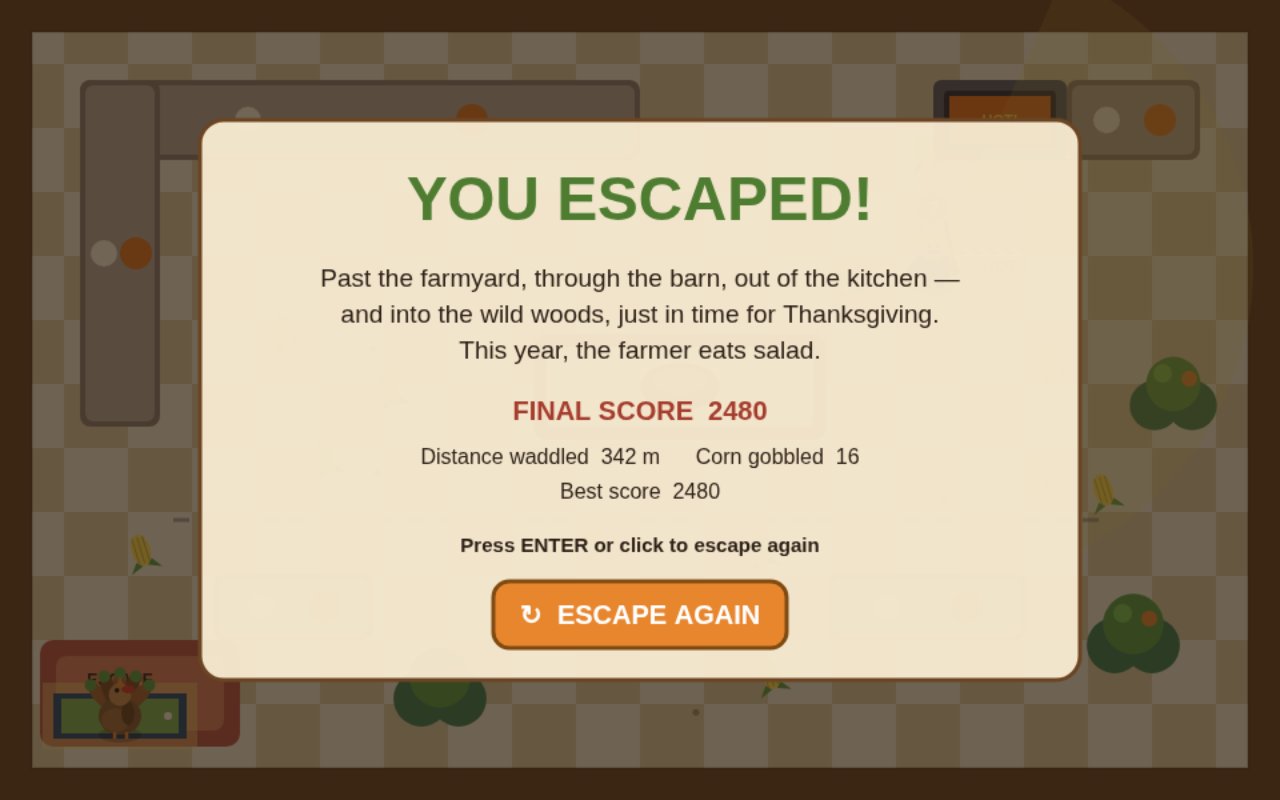 YOU ESCAPED!
Past the farmyard, through the barn, out of the kitchen —
and into the wild woods, just in time for Thanksgiving.
This year, the farmer eats salad.
FINAL SCORE 2480
Distance waddled 342 m Corn gobbled 16
Best score 2480
Press ENTER or click to escape again
↻ ESCAPE AGAIN